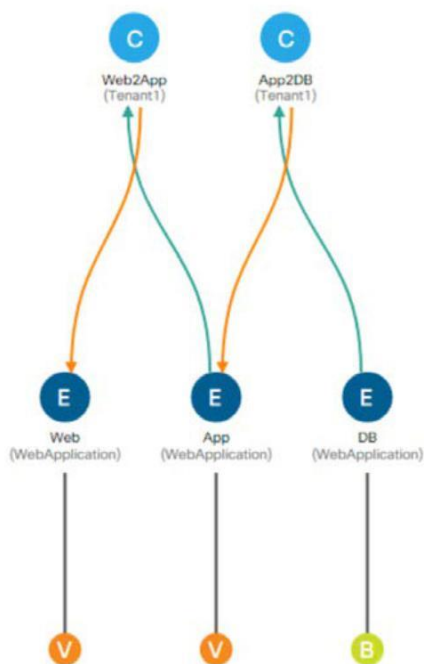 C
C
Web2App
(Tenant1)
App2DB
(Tenant1)
E
E
E
Web
(WebApplication)
App
(WebApplication)
DB
(WebApplication)
V
V
B